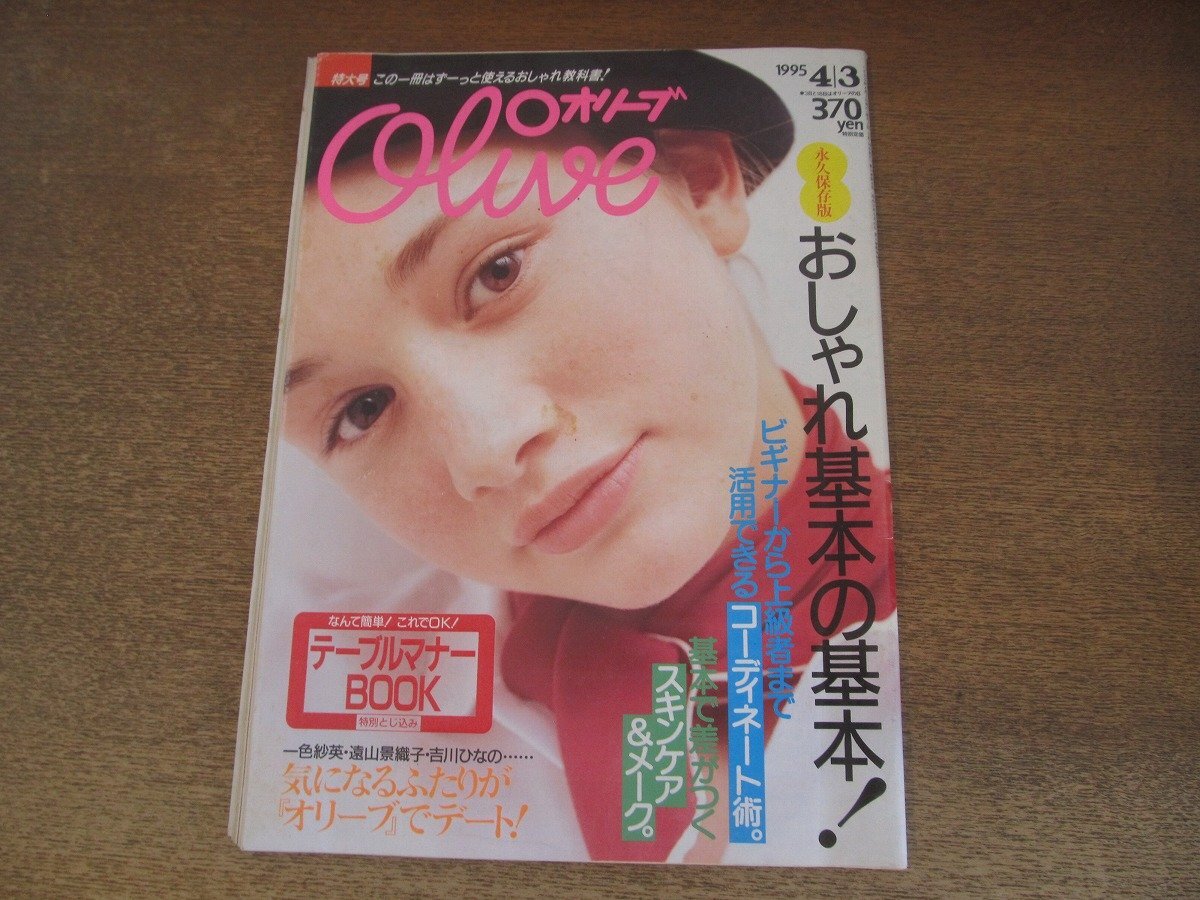 特大号 この一冊はずーっと使えるおしゃれ教科書!
Olive
オリーブ
1995 4|3
370
yen
特別定価
永久保存版
おしゃれ基本の基本!
ビギナーから上級者まで
活用できるコーディネート術。
基本で差がつく
スキンケア
&メーク。
なんて簡単! これでOK!
テーブルマナー
BOOK
特別とじ込み
一色紗英・遠山景織子・吉川ひなの……
気になるふたりが
『オリーブ』でデート!